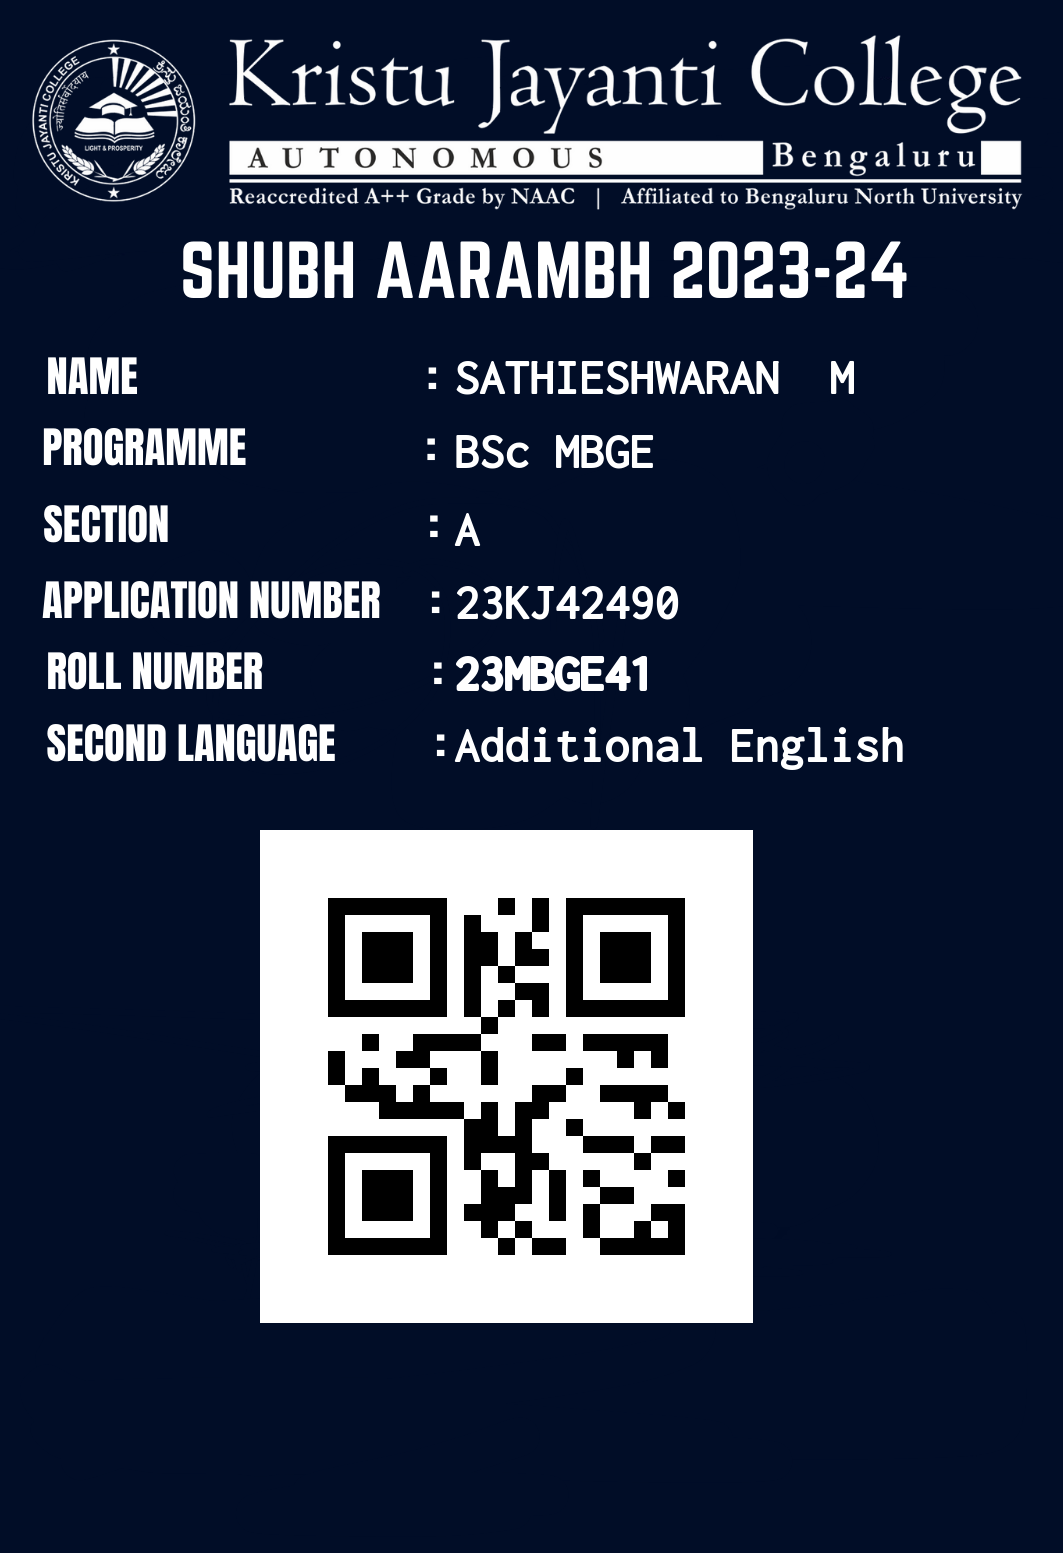 KRISTU JAYANTI COLLEGE
ಕ್ರಿಸ್ತು ಜಯಂತಿ ಕಾಲೇಜು
ज्योतिर्समृद्धि
LIGHT & PROSPERITY
Kristu Jayanti College
AUTONOMOUS Bengaluru
Reaccredited A++ Grade by NAAC | Affiliated to Bengaluru North University
SHUBH AARAMBH 2023-24
NAME : SATHIESHWARAN M
PROGRAMME : BSc MBGE
SECTION : A
APPLICATION NUMBER : 23KJ42490
ROLL NUMBER : 23MBGE41
SECOND LANGUAGE : Additional English